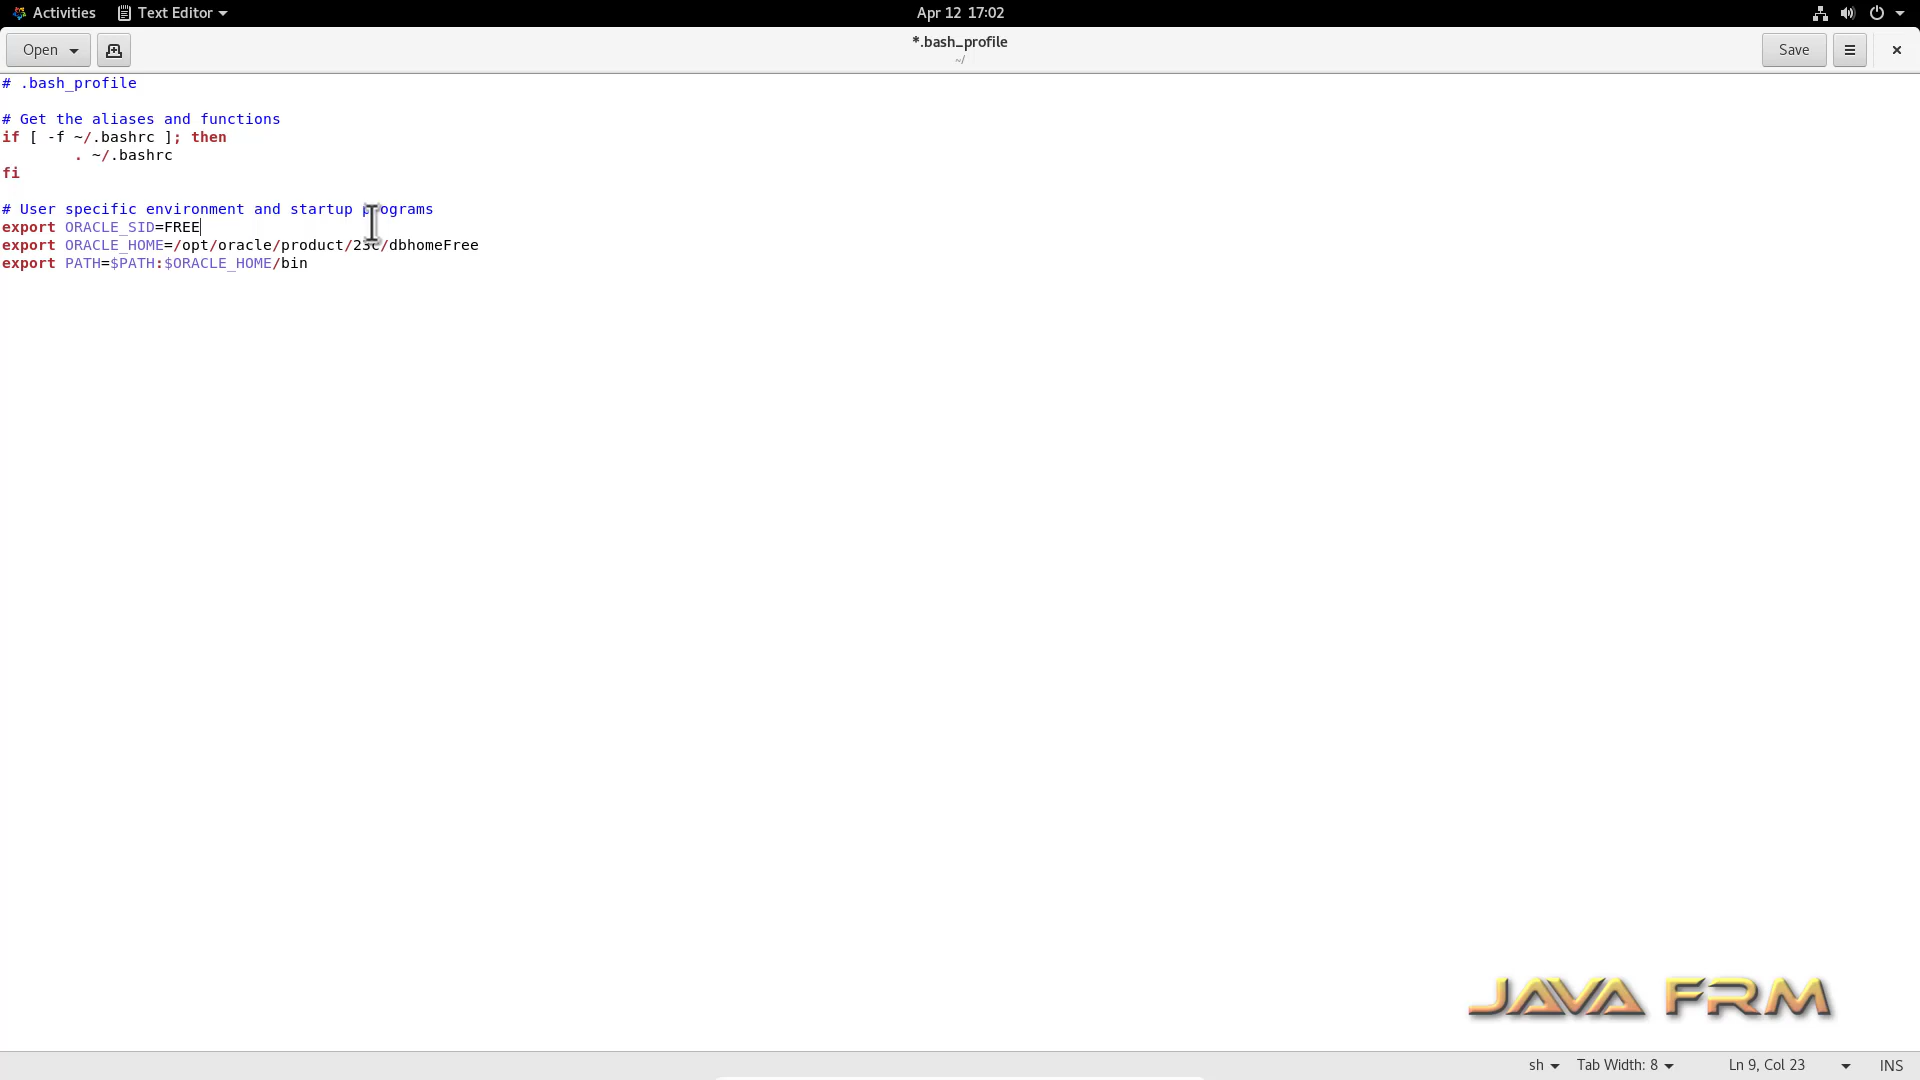 Activities Text Editor Apr 12 17:02
Open *.bash_profile Save
~/
# .bash_profile
# Get the aliases and functions
if [ -f ~/.bashrc ]; then
. ~/.bashrc
fi
# User specific environment and startup programs
export ORACLE_SID=FREE
export ORACLE_HOME=/opt/oracle/product/23c/dbhomeFree
export PATH=$PATH:$ORACLE_HOME/bin
JAVA FRM
sh Tab Width: 8 Ln 9, Col 23 INS